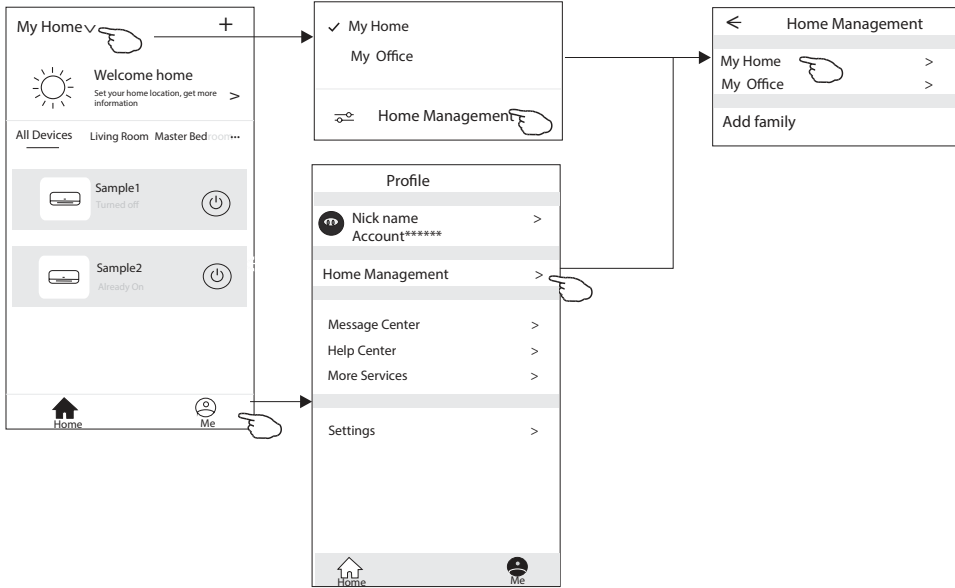 My Home
+
Welcome home
Set your home location, get more
information
>
All Devices Living Room Master Bedroom...
Sample1
Turned off
Sample2
Already On
Home
Me
✓ My Home
My Office
Home Management
Profile
Nick name >
Account******
Home Management >
Message Center >
Help Center >
More Services >
Settings >
Home
Me
Home Management
My Home >
My Office >
Add family